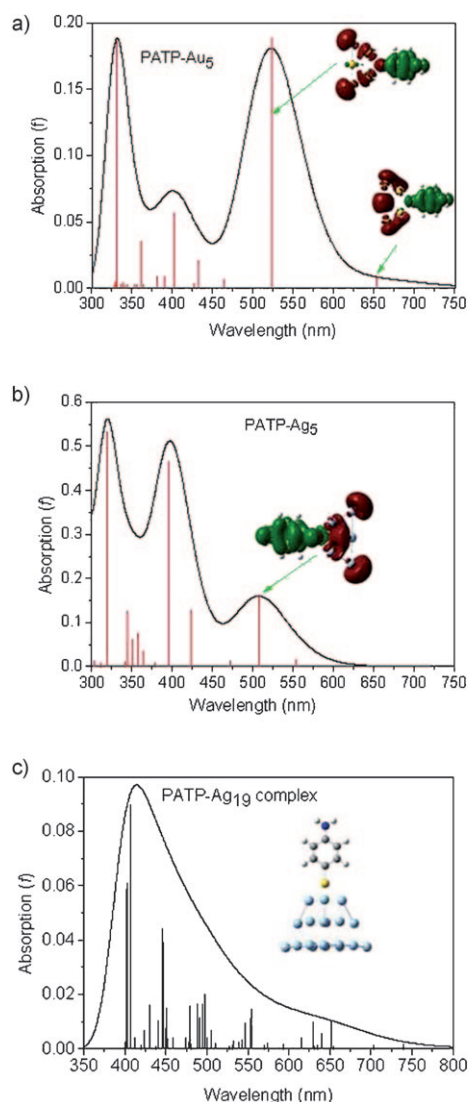 a)
0.20
PATP-Au5
0.15
0.10
0.05
0.00
Absorption (f)
300 350 400 450 500 550 600 650 700 750
Wavelength (nm)
b)
0.6
PATP-Ag5
0.5
0.4
0.3
0.2
0.1
0.0
Absorption (f)
300 350 400 450 500 550 600 650 700 750
Wavelength (nm)
c)
0.10
PATP-Ag19 complex
0.08
0.06
0.04
0.02
0.00
Absorption (f)
350 400 450 500 550 600 650 700 750 800
Wavelength (nm)